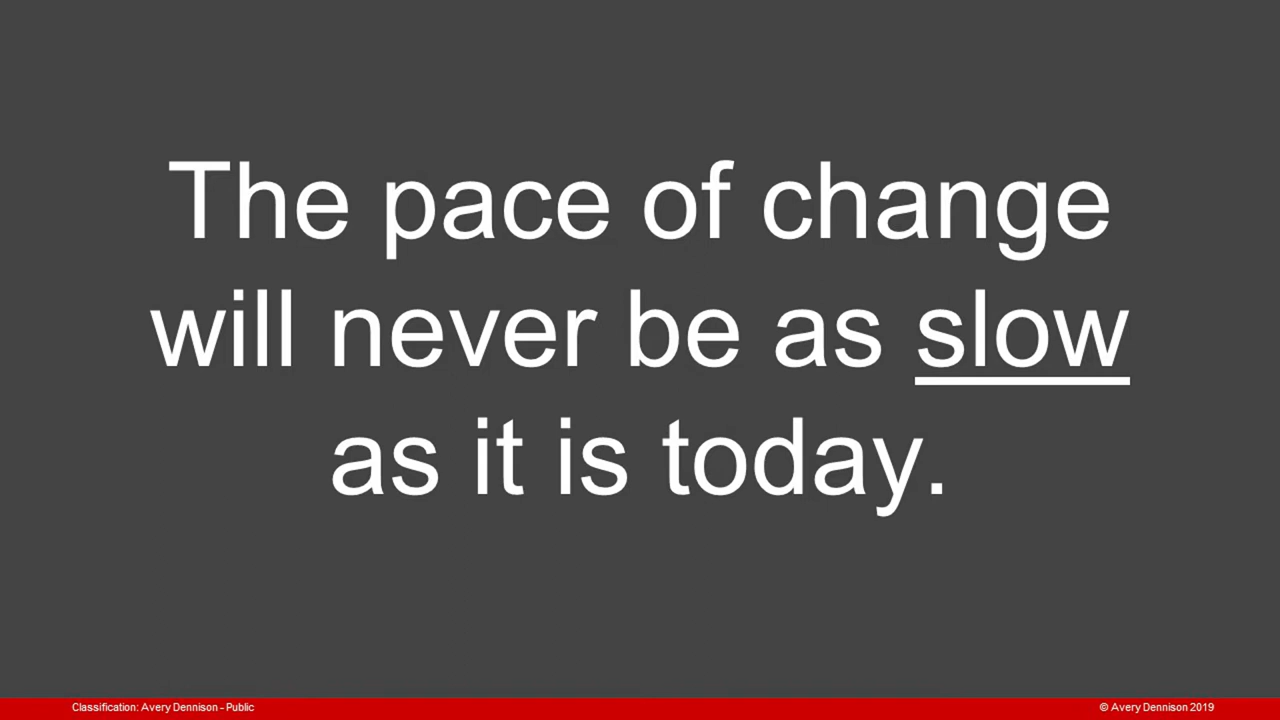 The pace of change
will never be as slow
as it is today.
Classification: Avery Dennison - Public
© Avery Dennison 2019